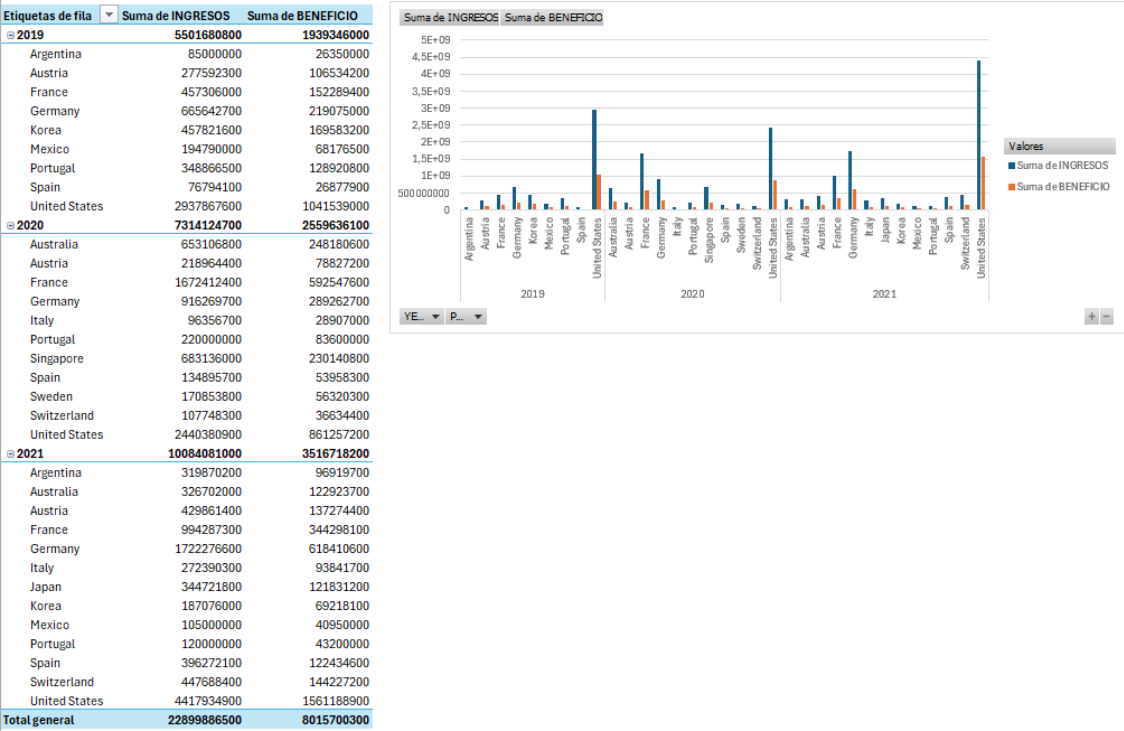 Etiquetas de fila Suma de INGRESOS Suma de BENEFICIO
2019 5501680800 1939346000
Argentina 85000000 26350000
Austria 277592300 106534200
France 457306000 152289400
Germany 665642700 219075000
Korea 457821600 169583200
Mexico 194790000 68176500
Portugal 348866500 128920800
Spain 76794100 26877900
United States 2937867600 1041539000
2020 7314124700 2559636100
Australia 653106800 248180600
Austria 218964400 78827200
France 1672412400 592547600
Germany 916269700 289262700
Italy 96356700 28907000
Portugal 220000000 83600000
Singapore 683136000 230140800
Spain 134895700 53958300
Sweden 170853800 56320300
Switzerland 107748300 36634400
United States 2440380900 861257200
2021 10084081000 3516718200
Argentina 319870200 96919700
Australia 326702000 122923700
Austria 429861400 137274400
France 994287300 344298100
Germany 1722276600 618410600
Italy 272390300 93841700
Japan 344721800 121831200
Korea 187076000 69218100
Mexico 105000000 40950000
Portugal 120000000 43200000
Spain 396272100 122434600
Switzerland 447688400 144227200
United States 4417934900 1561188900
Total general 22899886500 8015700300
Suma de INGRESOS Suma de BENEFICIO
5E+09
4,5E+09
4E+09
3,5E+09
3E+09
2,5E+09
2E+09
1,5E+09
1E+09
500000000
0
Argentina
Austria
France
Germany
Korea
Mexico
Portugal
Spain
United States
Australia
Austria
France
Germany
Italy
Portugal
Singapore
Spain
Sweden
Switzerland
United States
Argentina
Australia
Austria
France
Germany
Italy
Japan
Korea
Mexico
Portugal
Spain
Switzerland
United States
2019 2020 2021
YE... P...
Valores
Suma de INGRESOS
Suma de BENEFICIO
+ −